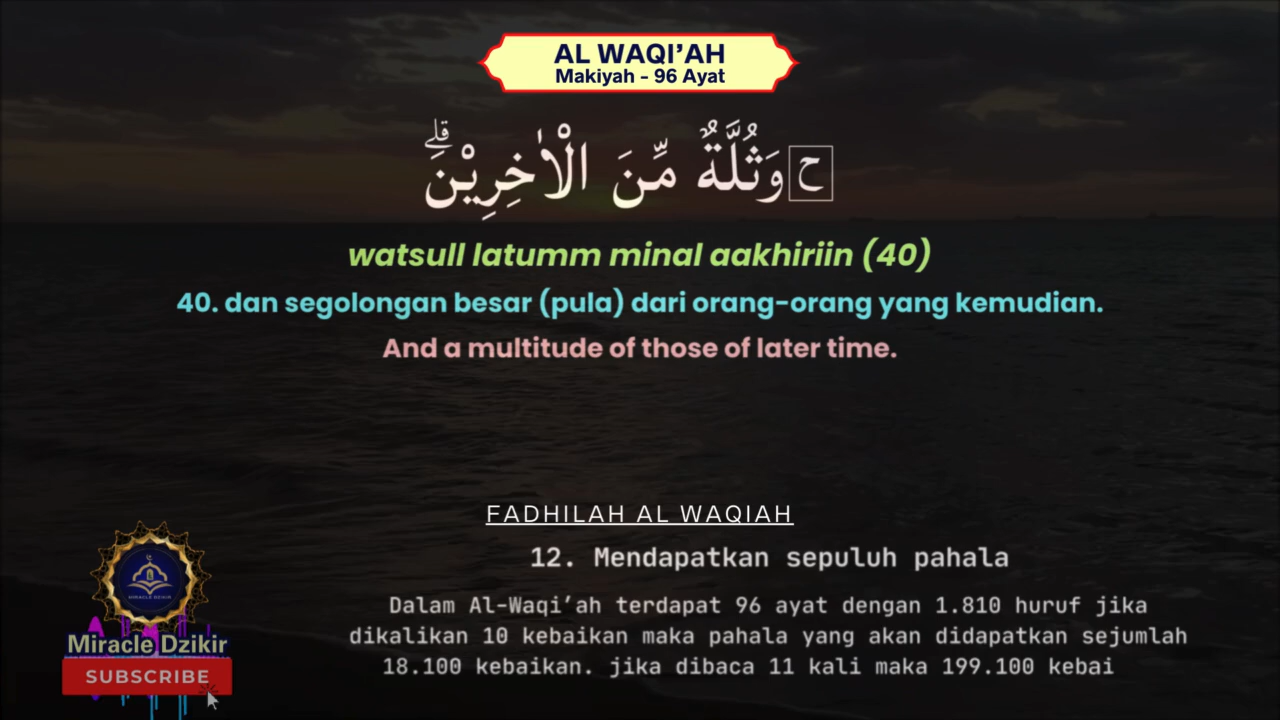 AL WAQI’AH
Makiyah - 96 Ayat
ح وَثُلَّةٌ مِّنَ الْاٰخِرِيْنَۗ
watsull latumm minal aakhiriin (40)
40. dan segolongan besar (pula) dari orang-orang yang kemudian.
And a multitude of those of later time.
FADHILAH AL WAQIAH
12. Mendapatkan sepuluh pahala
Dalam Al-Waqi’ah terdapat 96 ayat dengan 1.810 huruf jika
dikalikan 10 kebaikan maka pahala yang akan didapatkan sejumlah
18.100 kebaikan. jika dibaca 11 kali maka 199.100 kebai
MIRACLE DZIKIR
Miracle Dzikir
SUBSCRIBE